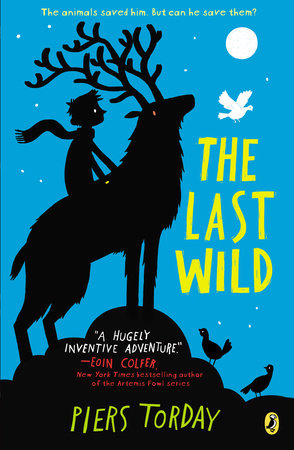 The animals saved him. But can he save them?
THE
LAST
WILD
"A HUGELY
INVENTIVE ADVENTURE."
—EOIN COLFER,
New York Times bestselling author
of the Artemis Fowl series
PIERS TORDAY